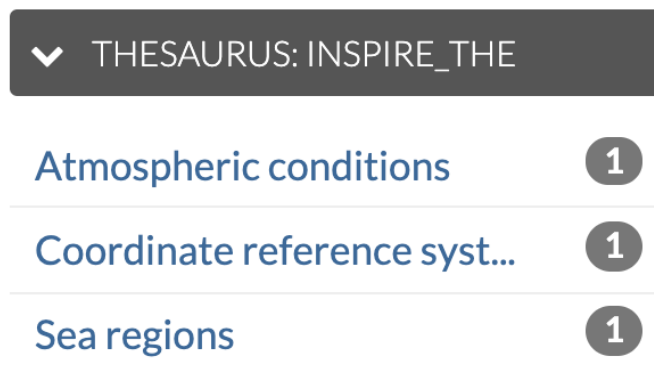 THESAURUS: INSPIRE_THE
Atmospheric conditions 1
Coordinate reference syst... 1
Sea regions 1